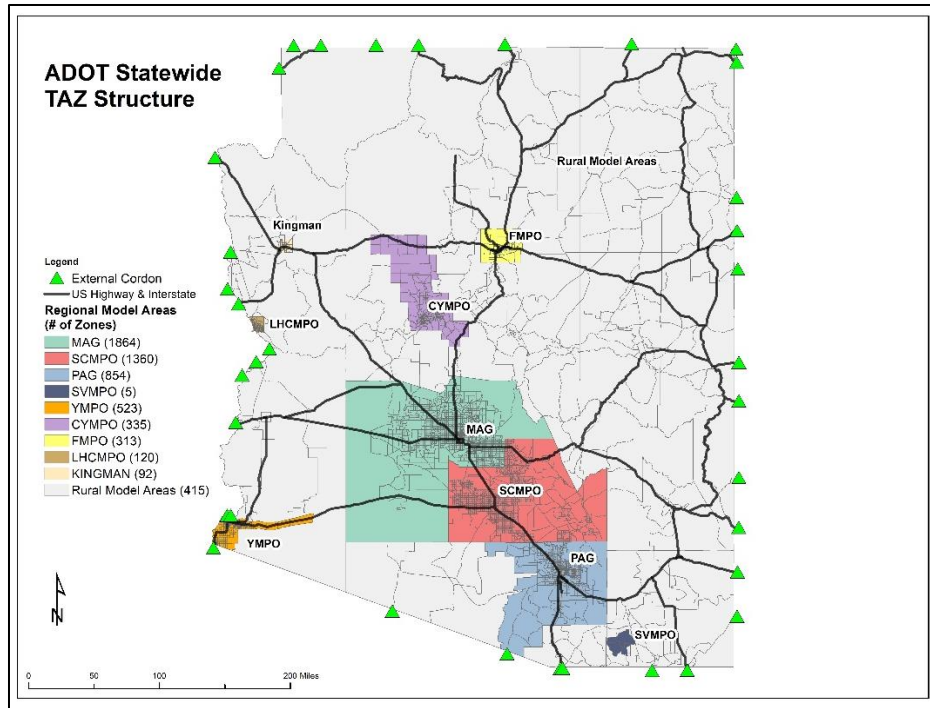 ADOT Statewide
TAZ Structure
Rural Model Areas
Kingman
FMPO
Legend
External Cordon
US Highway & Interstate
Regional Model Areas
(# of Zones)
MAG (1864)
SCMPO (1360)
PAG (854)
SVMPO (5)
YMPO (523)
CYMPO (335)
FMPO (313)
LHCMPO (120)
KINGMAN (92)
Rural Model Areas (415)
CYMPO
LHCMPO
MAG
SCMPO
YMPO
PAG
SVMPO
N
0 50 100 200 Miles